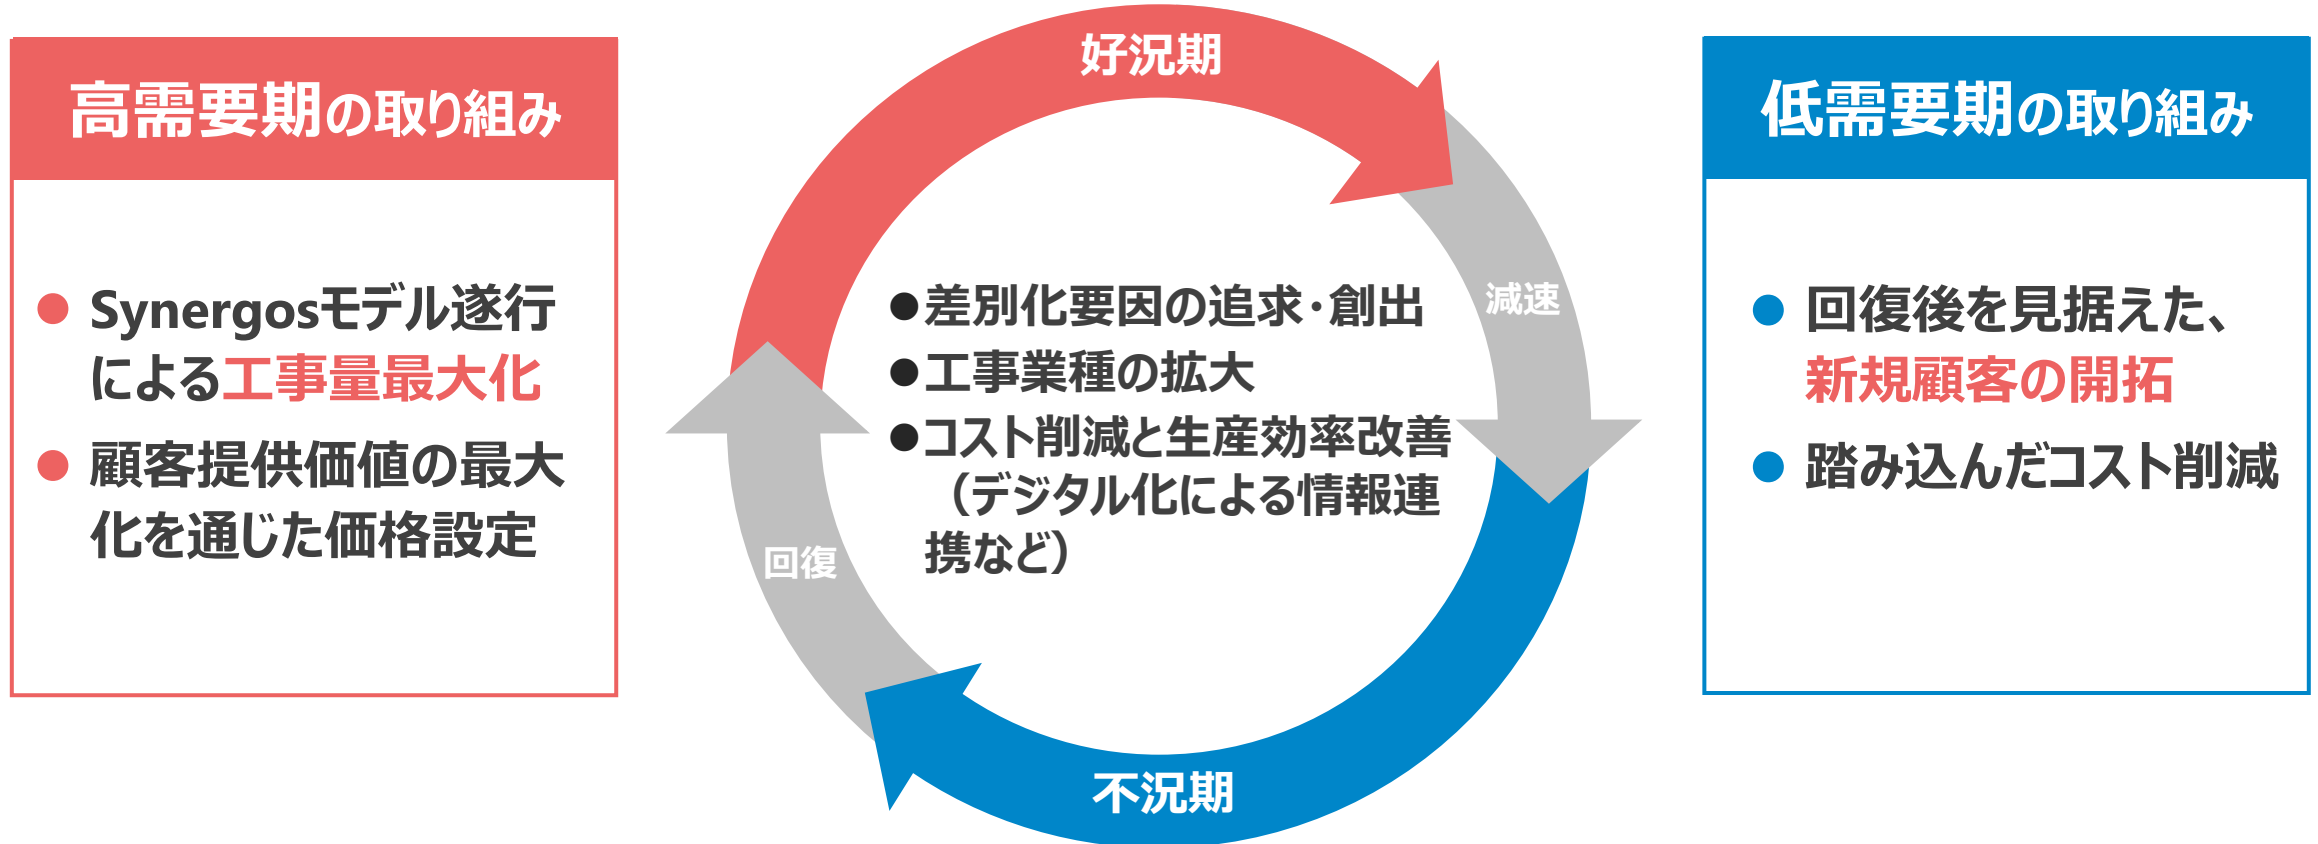 高需要期の取り組み
● Synergosモデル遂行
による工事量最大化
● 顧客提供価値の最大
化を通じた価格設定
好況期
減速
●差別化要因の追求・創出
●工事業種の拡大
●コスト削減と生産効率改善
（デジタル化による情報連
携など）
回復
不況期
低需要期の取り組み
● 回復後を見据えた、
新規顧客の開拓
● 踏み込んだコスト削減